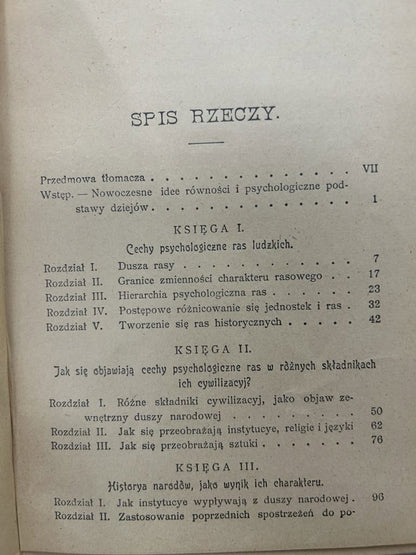 SPIS RZECZY.
Przedmowa tłomacza . . . . . . . . . . . . . . VII
Wstęp. — Nowoczesne idee równości i psychologiczne pod-
stawy dziejów . . . . . . . . . . . . . . 1
KSIĘGA I.
Cechy psychologiczne ras ludzkich.
Rozdział I. Dusza rasy . . . . . . . . . . . 7
Rozdział II. Granice zmienności charakteru rasowego . . 17
Rozdział III. Hierarchia psychologiczna ras . . . . . 23
Rozdział IV. Postępowe różnicowanie się jednostek i ras . 32
Rozdział V. Tworzenie się ras historycznych . . . . . 42
KSIĘGA II.
Jak się objawiają cechy psychologiczne ras w różnych składnikach
ich cywilizacyj?
Rozdział I. Różne składniki cywilizacyj, jako objaw ze-
wnętrzny duszy narodowej . . . . . . . . 50
Rozdział II. Jak się przeobrażają instytucye, religie i języki 62
Rozdział III. Jak się przeobrażają sztuki . . . . . . 76
KSIĘGA III.
Historya narodów, jako wynik ich charakteru.
Rozdział I. Jak instytucye wypływają z duszy narodowej . 96
Rozdział II. Zastosowanie poprzednich spostrzeżeń do po-